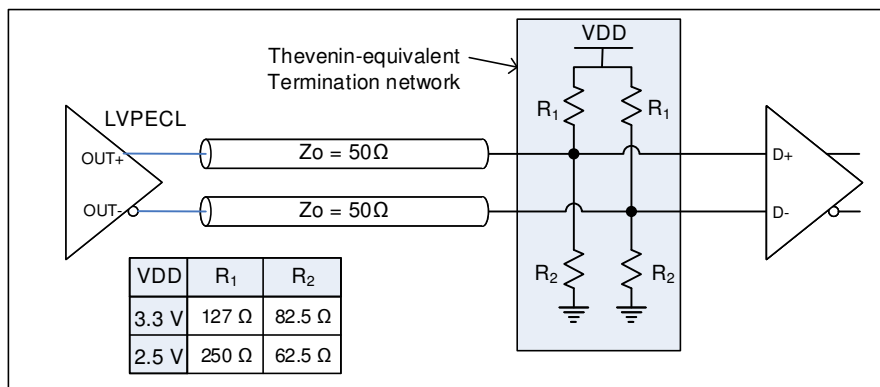 VDD
Thevenin-equivalent
Termination network
R1 R1
LVPECL
OUT+ Zo = 50Ω D+
OUT- Zo = 50Ω D-
R2 R2
VDD R1 R2
3.3 V 127 Ω 82.5 Ω
2.5 V 250 Ω 62.5 Ω